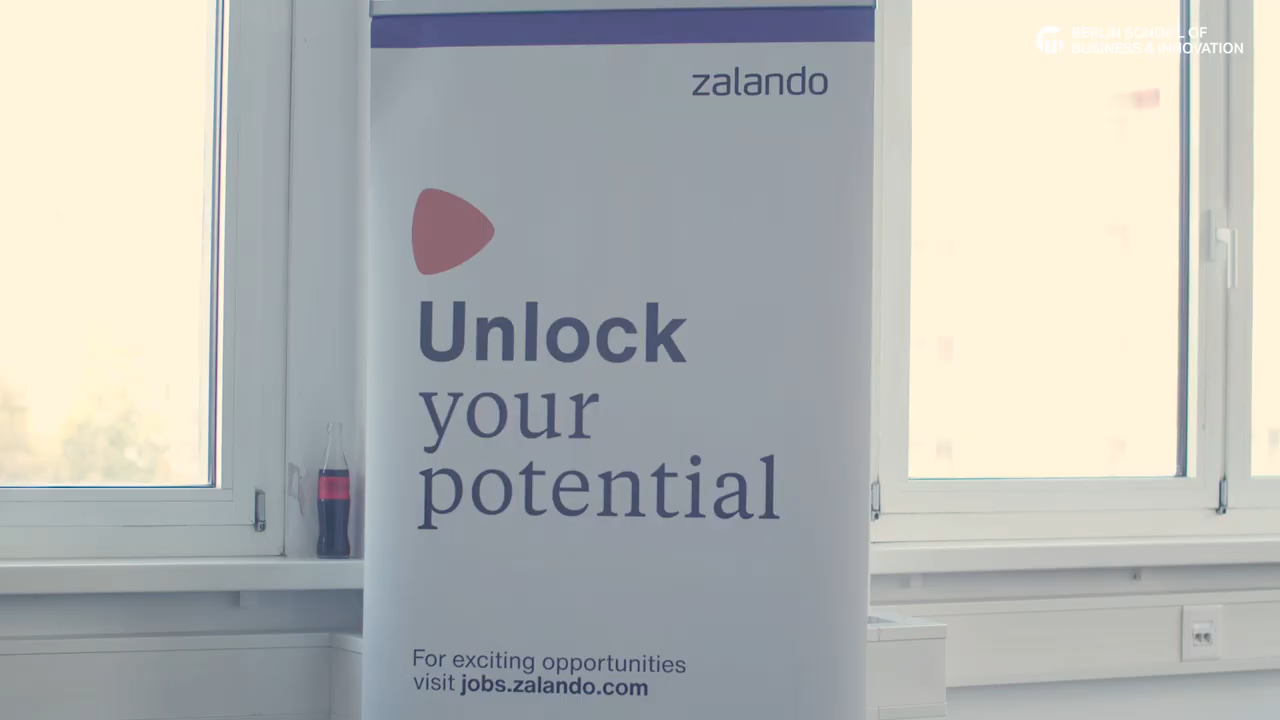 BERLIN SCHOOL OF
BUSINESS & INNOVATION
zalando
Unlock
your
potential
For exciting opportunities
visit jobs.zalando.com